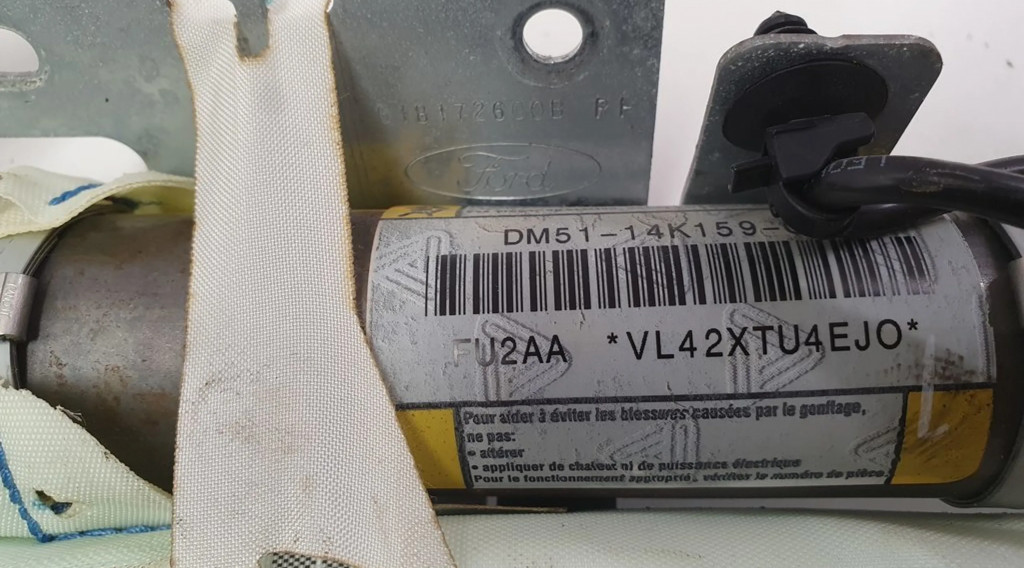 Ford
DM51-14K159-
FU2AA *VL42XTU4EJO*
Pour aider à éviter les blessures causées par le gonflage,
ne pas:
• altérer
• appliquer de chaleur ni de puissance électrique
Pour le fonctionnement approprié, vérifier le numéro de pièce.